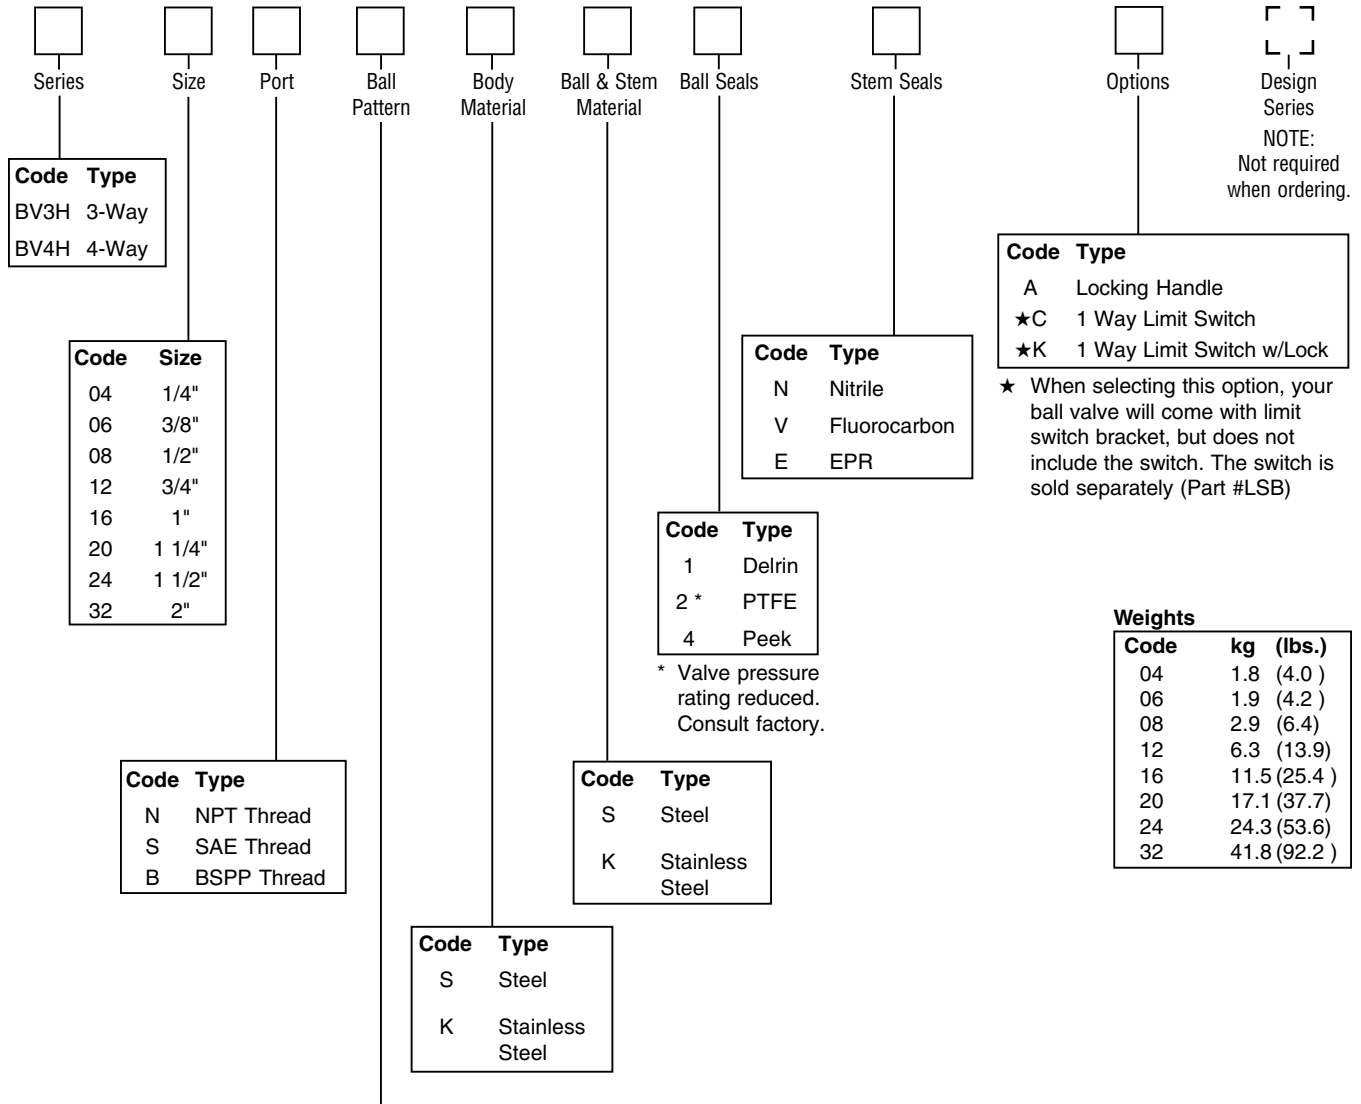 Series Size Port Ball Pattern Body Material Ball & Stem Material Ball Seals Stem Seals Options Design Series
NOTE:
Not required
when ordering.
Code Type
BV3H 3-Way
BV4H 4-Way
Code Size
04 1/4"
06 3/8"
08 1/2"
12 3/4"
16 1"
20 1 1/4"
24 1 1/2"
32 2"
Code Type
N NPT Thread
S SAE Thread
B BSPP Thread
Code Type
S Steel
K Stainless
Steel
Code Type
S Steel
K Stainless
Steel
Code Type
1 Delrin
2 * PTFE
4 Peek
* Valve pressure
rating reduced.
Consult factory.
Code Type
N Nitrile
V Fluorocarbon
E EPR
Code Type
A Locking Handle
★C 1 Way Limit Switch
★K 1 Way Limit Switch w/Lock
★ When selecting this option, your
ball valve will come with limit
switch bracket, but does not
include the switch. The switch is
sold separately (Part #LSB)
Weights
Code kg (lbs.)
04 1.8 (4.0 )
06 1.9 (4.2 )
08 2.9 (6.4)
12 6.3 (13.9)
16 11.5 (25.4 )
20 17.1 (37.7)
24 24.3 (53.6)
32 41.8 (92.2 )